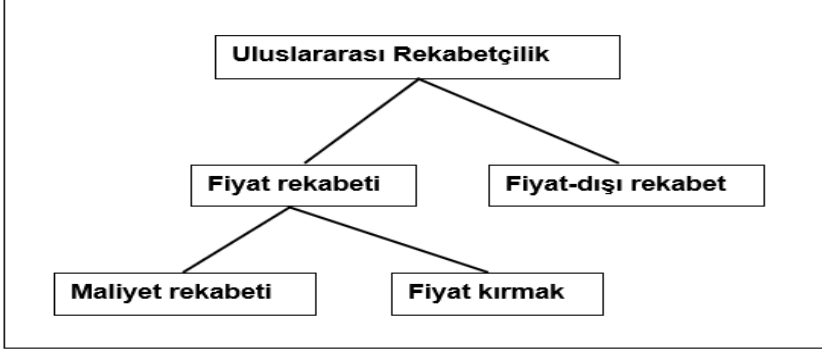 Uluslararası Rekabetçilik
Fiyat rekabeti
Fiyat-dışı rekabet
Maliyet rekabeti
Fiyat kırmak